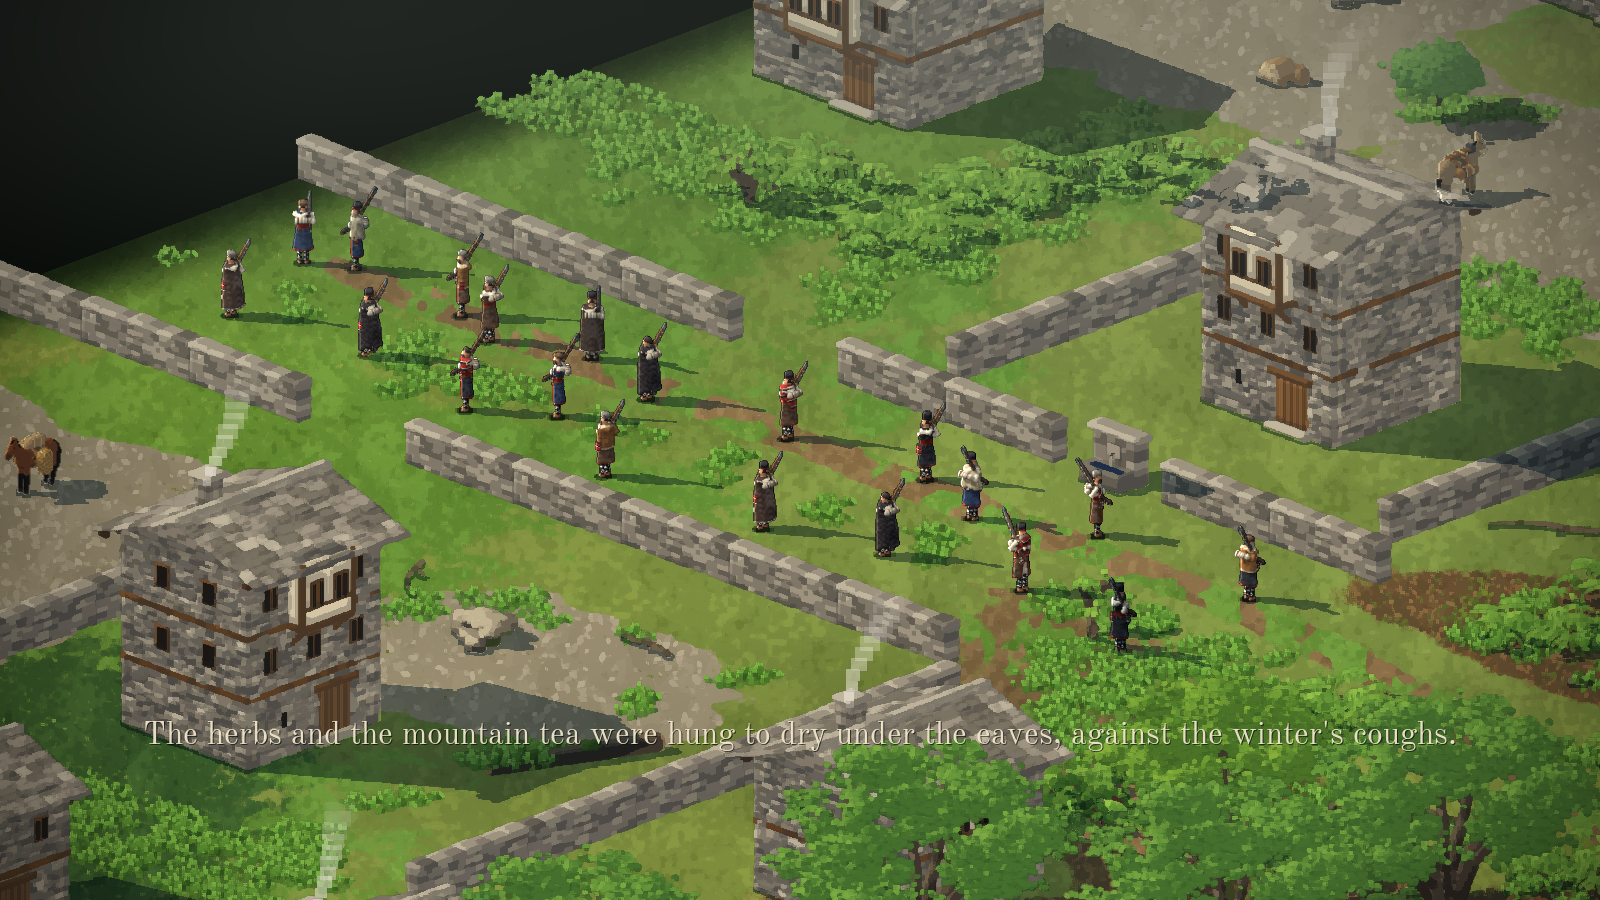 The herbs and the mountain tea were hung to dry under the eaves, against the winter's coughs.